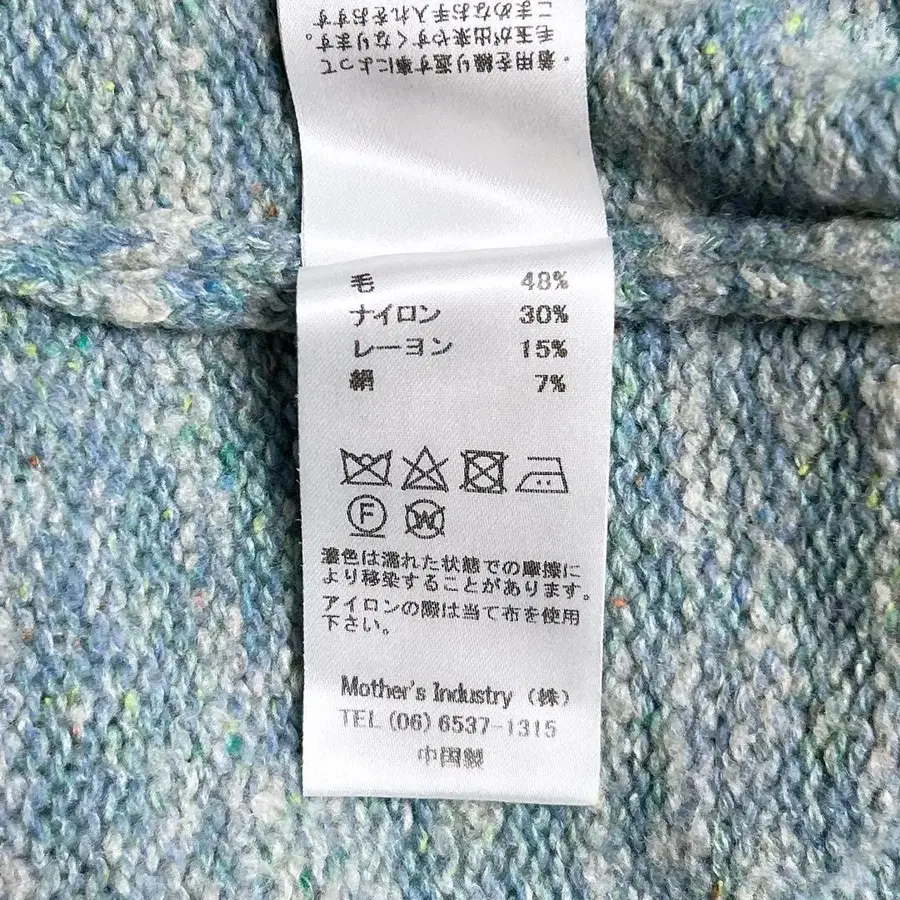 ・着用を繰り返す事によって
毛玉が出来やすくなります。
こまめなお手入れをおすす
毛 48%
ナイロン 30%
レーヨン 15%
絹 7%
F W
濃色は濡れた状態での摩擦に
より移染することがあります。
アイロンの際は当て布を使用
下さい。
Mother's Industry (株)
TEL (06) 6537-1315
中国製